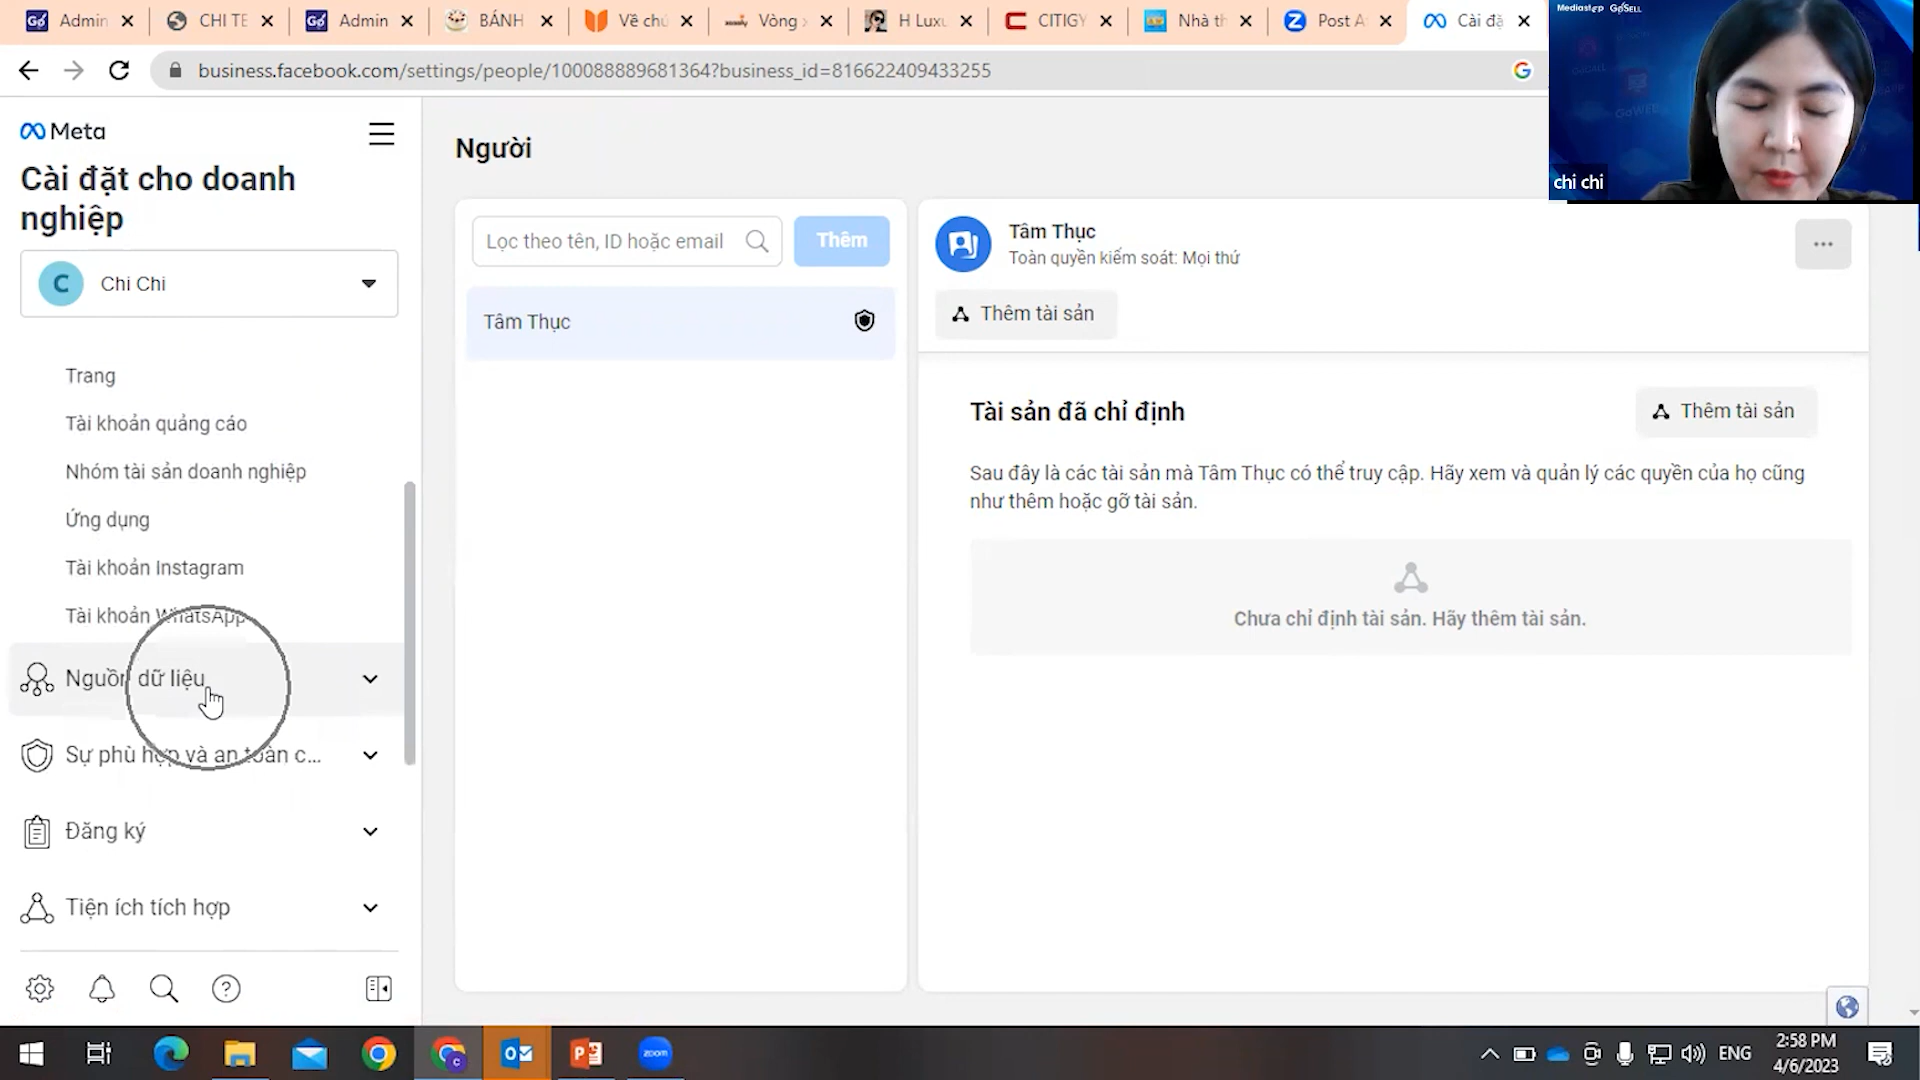 Admin
CHI TE
Admin
BÁNH
Về chú
Vòng
H Luxu
CITIGY
Nhà th
Post A
Cài đặ
business.facebook.com/settings/people/100088889681364?business_id=816622409433255
Mediastep GoSELL
chi chi
Meta
Cài đặt cho doanh
nghiệp
C Chi Chi
Trang
Tài khoản quảng cáo
Nhóm tài sản doanh nghiệp
Ứng dụng
Tài khoản Instagram
Tài khoản WhatsApp
Nguồn dữ liệu
Sự phù hợp và an toàn c...
Đăng ký
Tiện ích tích hợp
Người
Lọc theo tên, ID hoặc email
Thêm
Tâm Thục
Tâm Thục
Toàn quyền kiểm soát: Mọi thứ
Thêm tài sản
Tài sản đã chỉ định
Thêm tài sản
Sau đây là các tài sản mà Tâm Thục có thể truy cập. Hãy xem và quản lý các quyền của họ cũng
như thêm hoặc gỡ tài sản.
Chưa chỉ định tài sản. Hãy thêm tài sản.
zoom
ENG
2:58 PM
4/6/2023